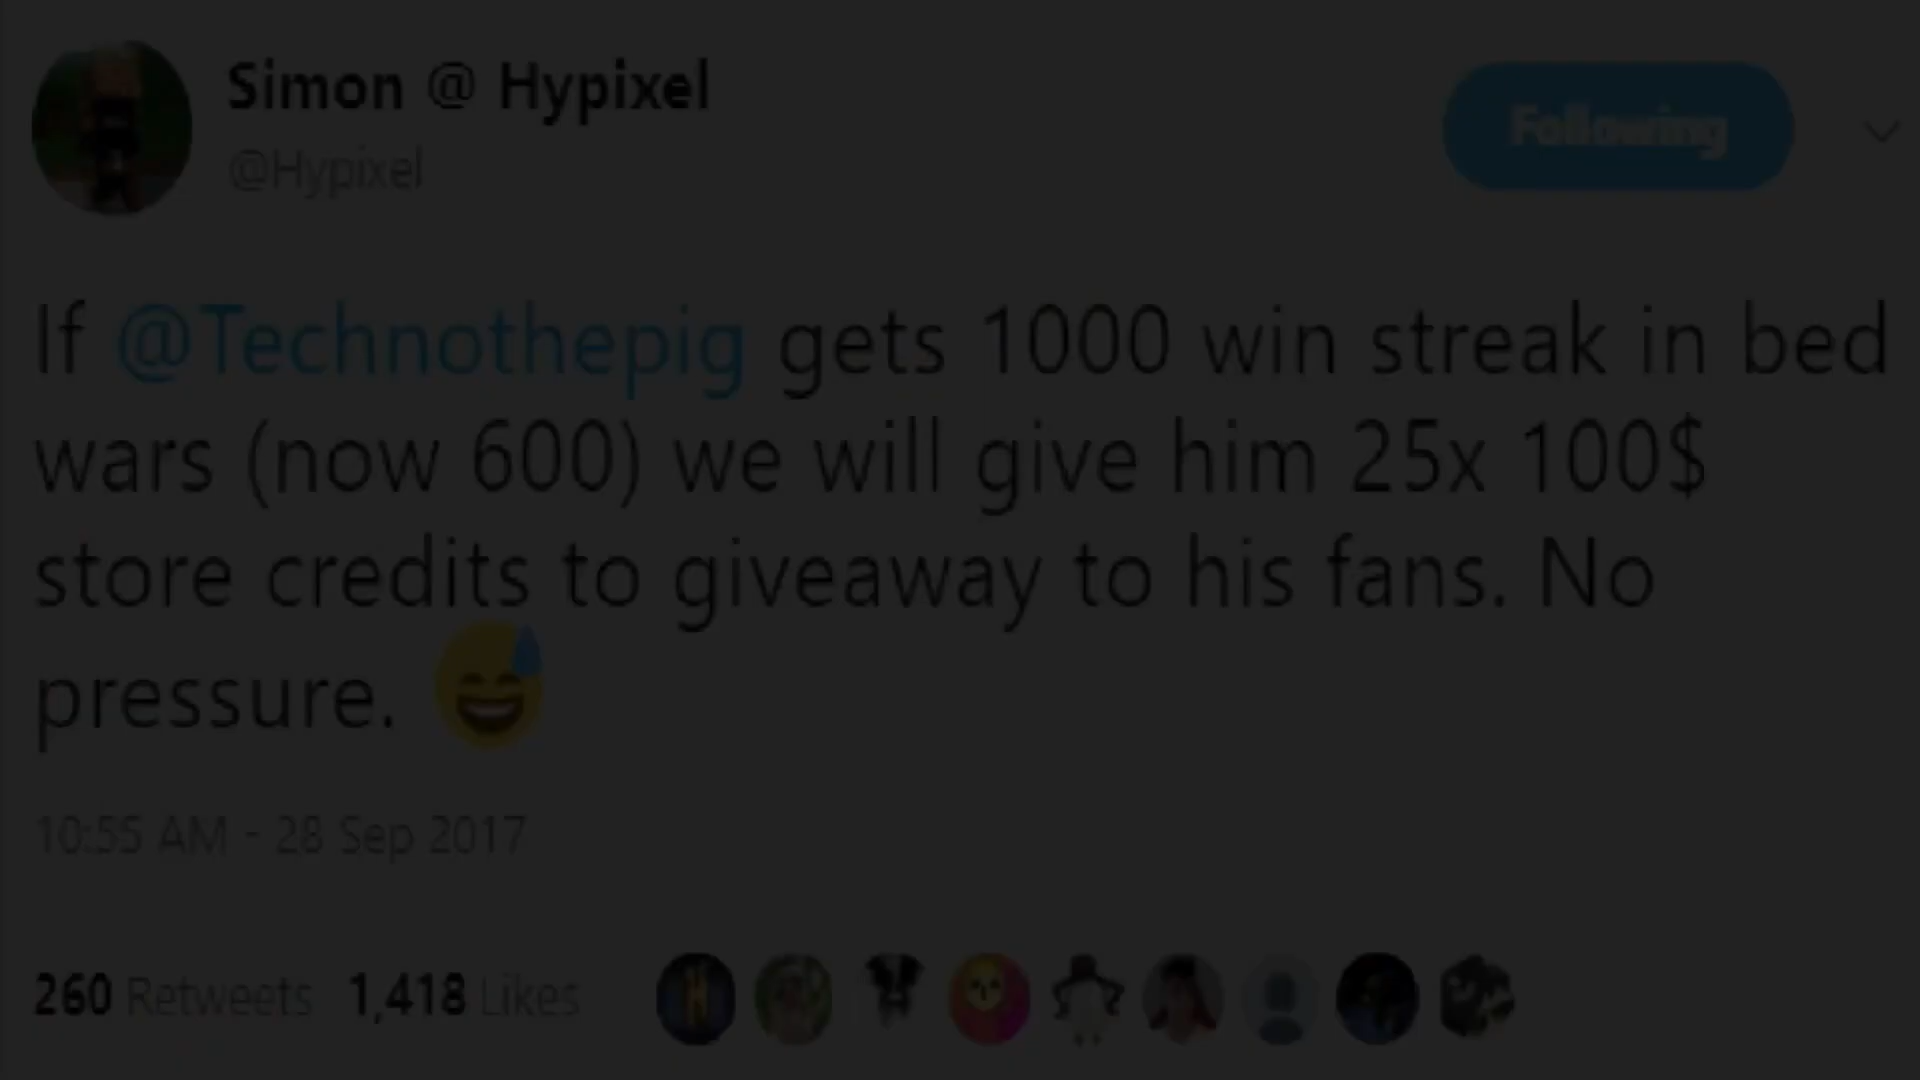 Simon @ Hypixel
@Hypixel
Following
If @Technothepig gets 1000 win streak in bed
wars (now 600) we will give him 25x 100$
store credits to giveaway to his fans. No
pressure. 😅
10:55 AM - 28 Sep 2017
260 Retweets 1,418 Likes